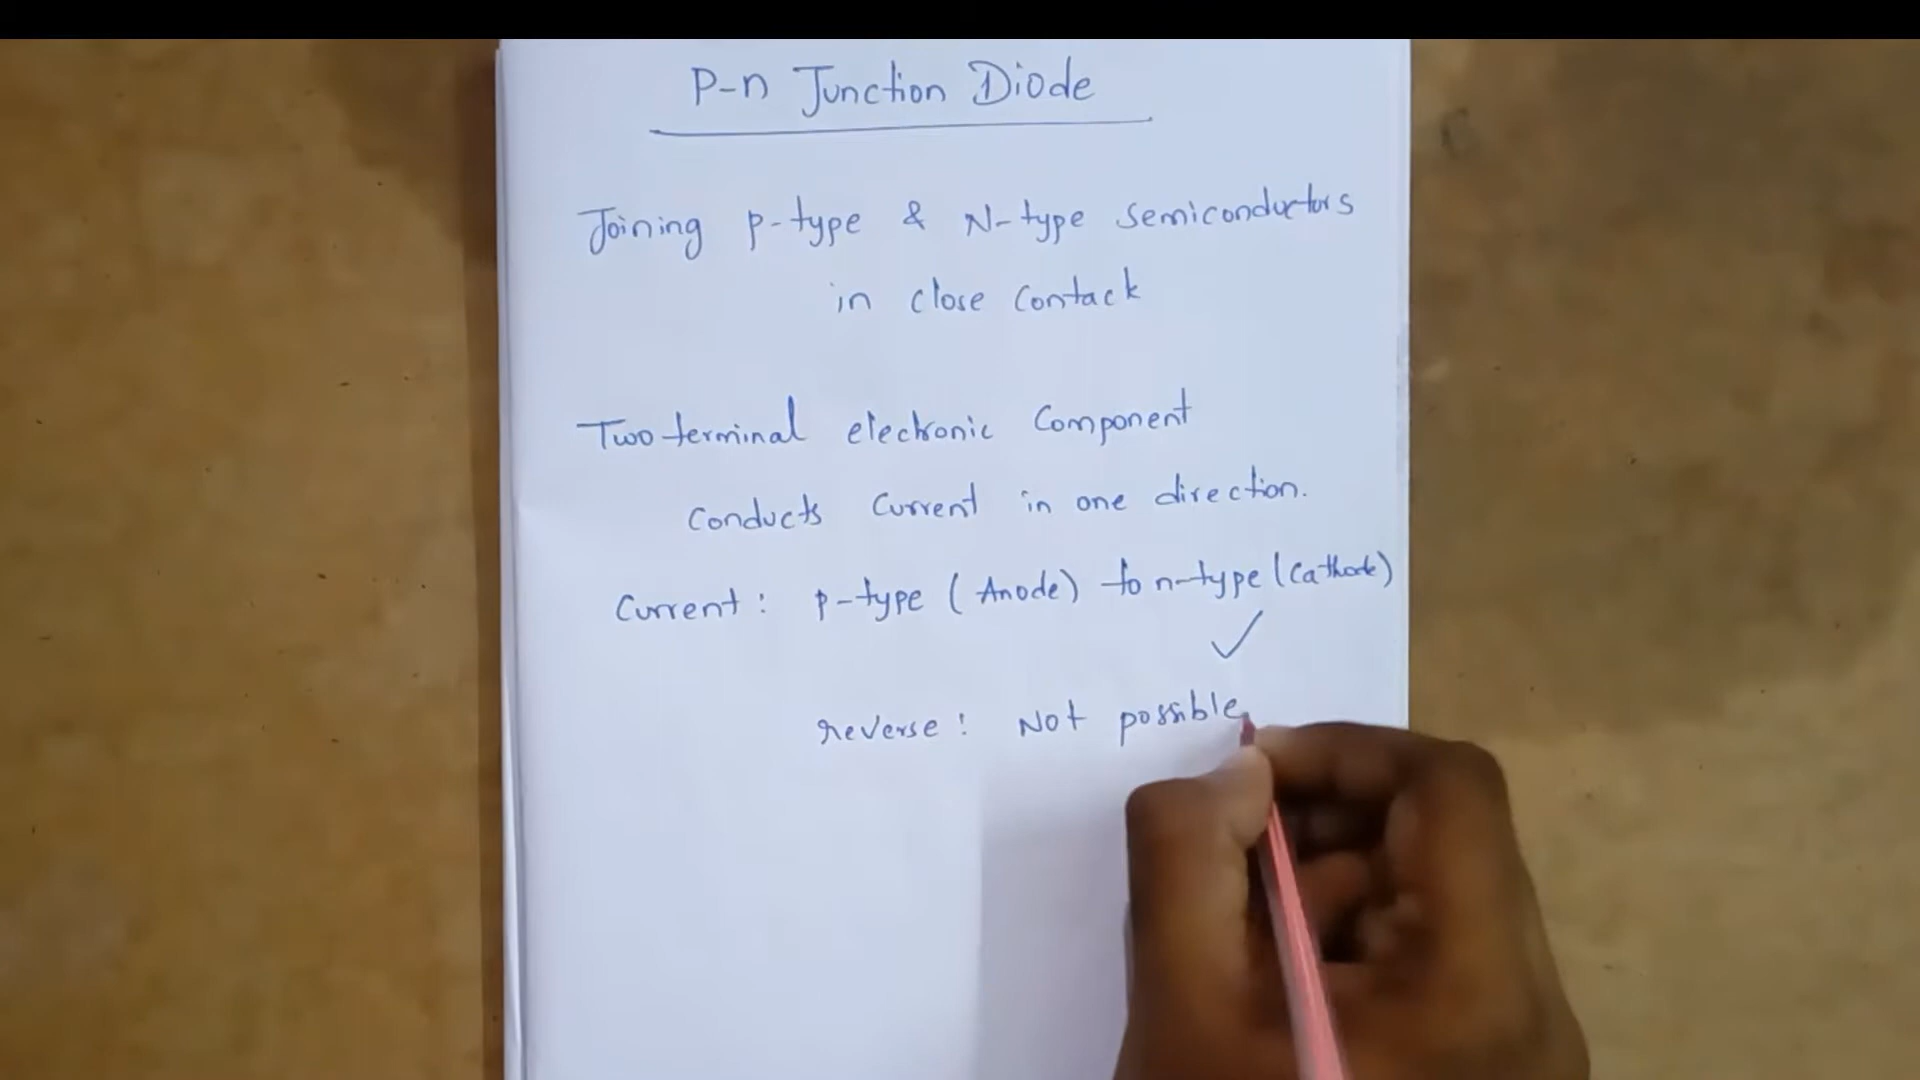 P-n Junction Diode
Joining p-type & N-type semiconductors
in close contack
Two terminal electronic component
conducts current in one direction.
Current : p-type (Anode) to n-type (Cathode)
reverse : Not possible